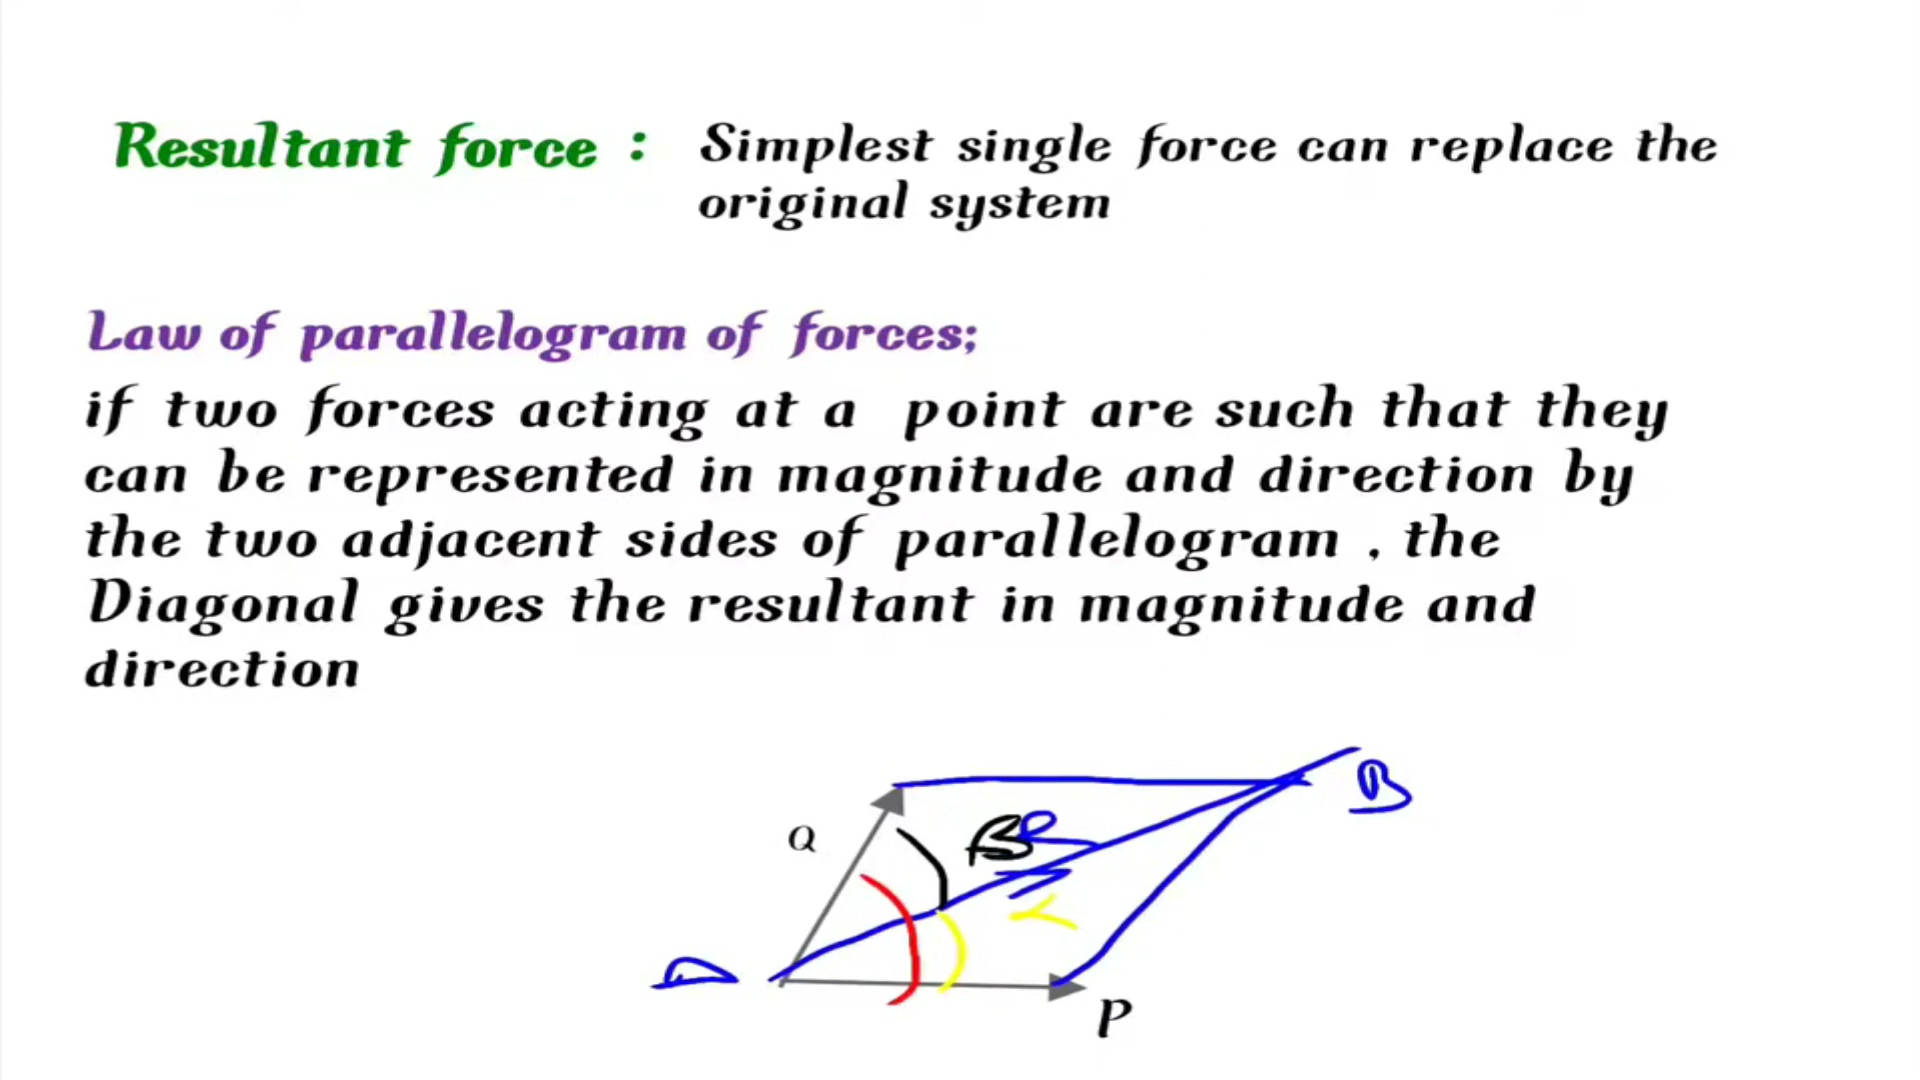 Resultant force : Simplest single force can replace the
original system
Law of parallelogram of forces;
if two forces acting at a point are such that they
can be represented in magnitude and direction by
the two adjacent sides of parallelogram , the
Diagonal gives the resultant in magnitude and
direction
B
Q
β R
P